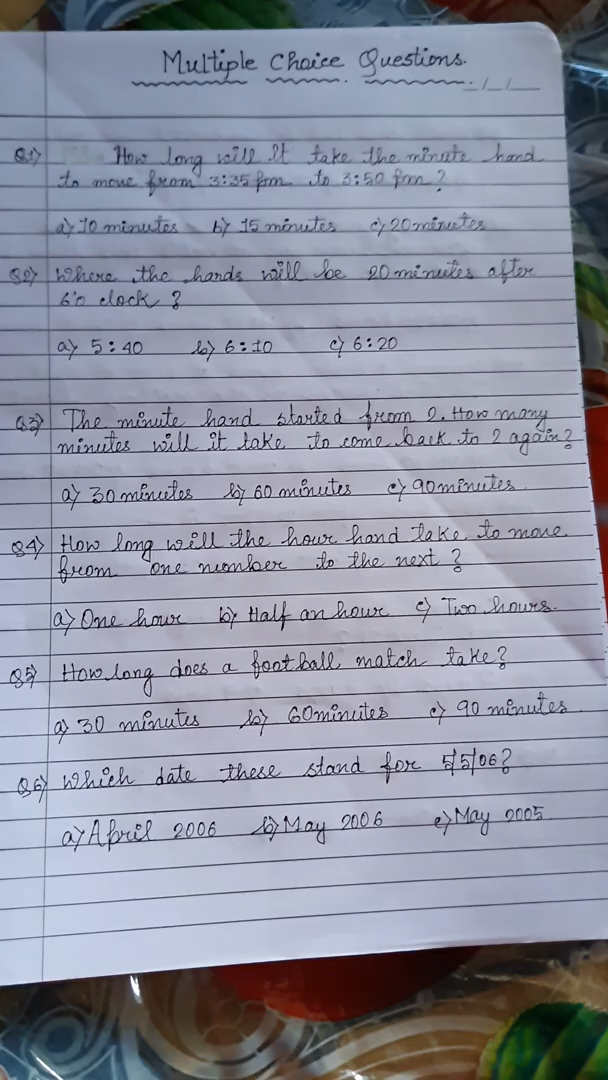 Multiple Choice Questions.
_/_/_
Q1) How long will it take the minute hand
to move from 3:35 pm to 3:50 pm?
a) 10 minutes b) 15 minutes c) 20 minutes
Q2) Where the hands will be 20 minutes after
6'o clock ?
a) 5:40 b) 6:10 c) 6:20
Q3) The minute hand started from 2. How many
minutes will it take to come back to 2 again?
a) 30 minutes b) 60 minutes c) 90 minutes
Q4) How long will the hour hand take to move
from one number to the next ?
a) One hour b) Half an hour c) Two hours.
Q5) How long does a football match take?
a) 30 minutes b) 60 minutes c) 90 minutes
Q6) Which date these stand for 5/5/06?
a) April 2006 b) May 2006 c) May 2005